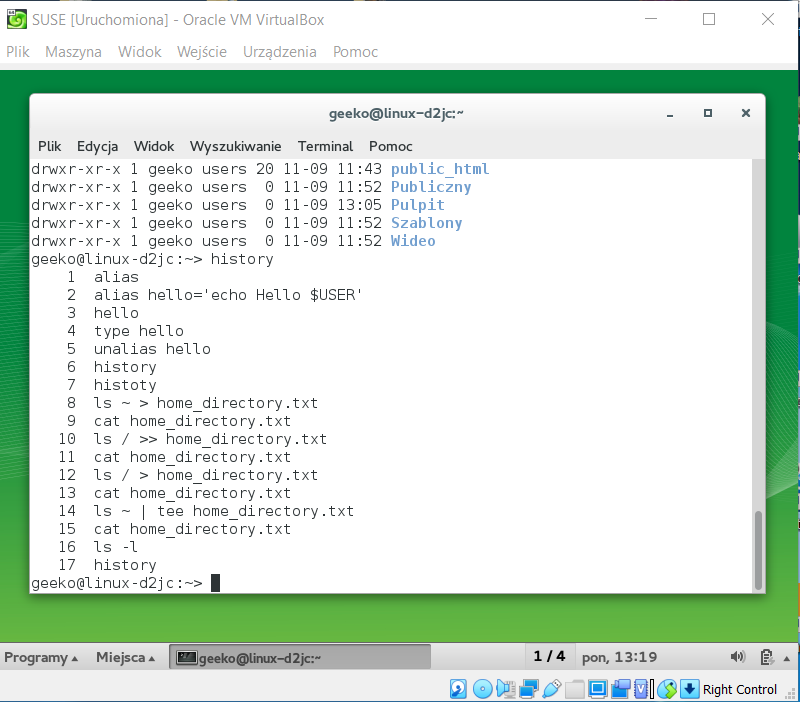 SUSE [Uruchomiona] - Oracle VM VirtualBox
Plik Maszyna Widok Wejście Urządzenia Pomoc
geeko@linux-d2jc:~
Plik Edycja Widok Wyszukiwanie Terminal Pomoc
drwxr-xr-x 1 geeko users 20 11-09 11:43 public_html
drwxr-xr-x 1 geeko users  0 11-09 11:52 Publiczny
drwxr-xr-x 1 geeko users  0 11-09 13:05 Pulpit
drwxr-xr-x 1 geeko users  0 11-09 11:52 Szablony
drwxr-xr-x 1 geeko users  0 11-09 11:52 Wideo
geeko@linux-d2jc:~> history
1 alias
2 alias hello='echo Hello $USER'
3 hello
4 type hello
5 unalias hello
6 history
7 histoty
8 ls ~ > home_directory.txt
9 cat home_directory.txt
10 ls / >> home_directory.txt
11 cat home_directory.txt
12 ls / > home_directory.txt
13 cat home_directory.txt
14 ls ~ | tee home_directory.txt
15 cat home_directory.txt
16 ls -l
17 history
geeko@linux-d2jc:~>
Programy Miejsca geeko@linux-d2jc:~ 1 / 4 pon, 13:19
Right Control